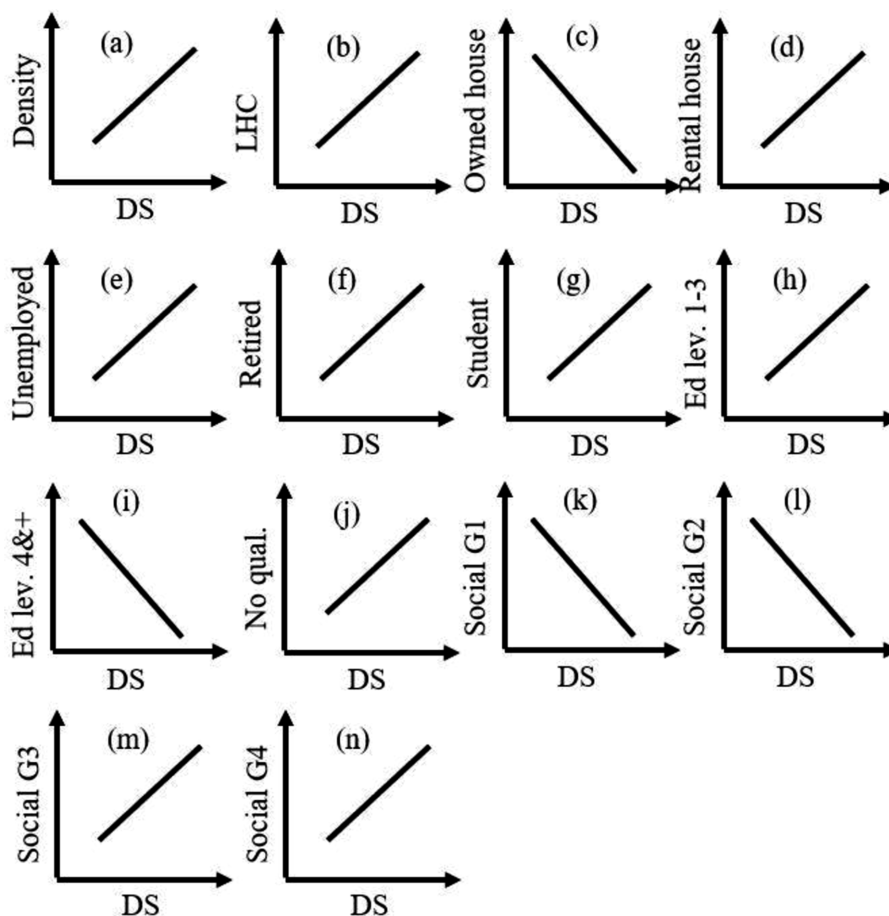 (a)
Density
DS
(b)
LHC
DS
(c)
Owned house
DS
(d)
Rental house
DS
(e)
Unemployed
DS
(f)
Retired
DS
(g)
Student
DS
(h)
Ed lev. 1-3
DS
(i)
Ed lev. 4&+
DS
(j)
No qual.
DS
(k)
Social G1
DS
(l)
Social G2
DS
(m)
Social G3
DS
(n)
Social G4
DS